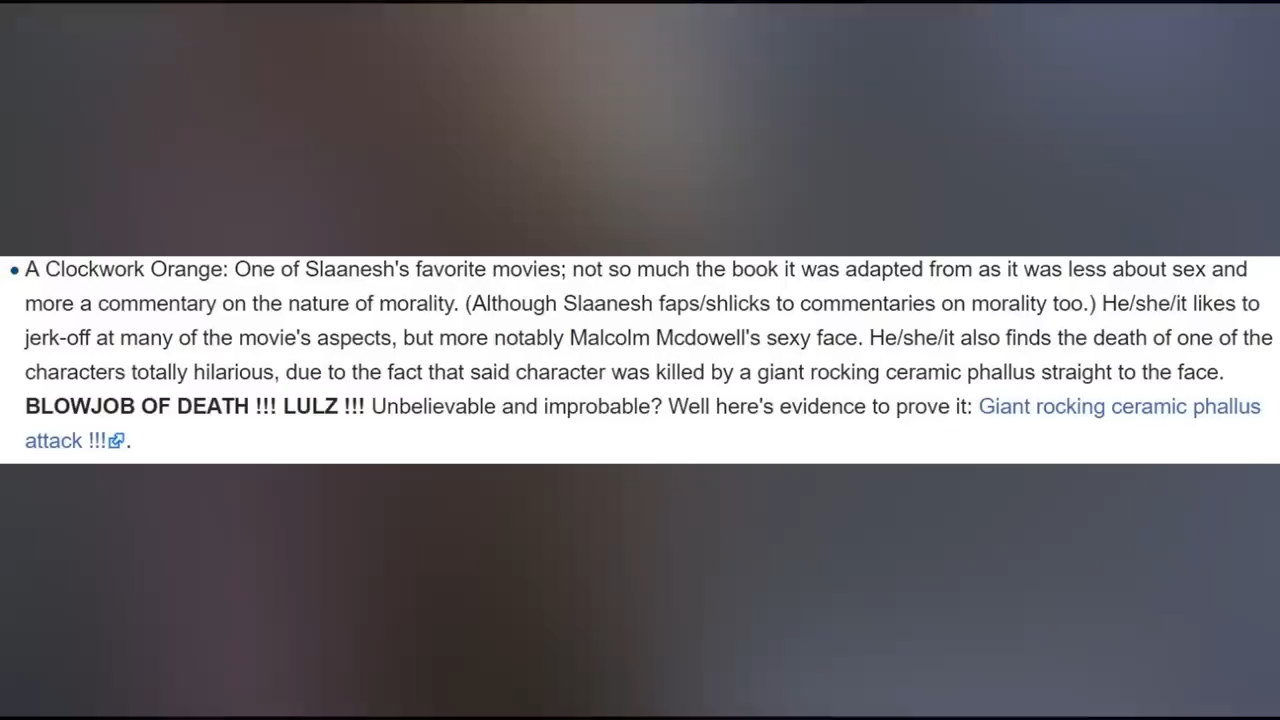 • A Clockwork Orange: One of Slaanesh's favorite movies; not so much the book it was adapted from as it was less about sex and
more a commentary on the nature of morality. (Although Slaanesh faps/shlicks to commentaries on morality too.) He/she/it likes to
jerk-off at many of the movie's aspects, but more notably Malcolm Mcdowell's sexy face. He/she/it also finds the death of one of the
characters totally hilarious, due to the fact that said character was killed by a giant rocking ceramic phallus straight to the face.
BLOWJOB OF DEATH !!! LULZ !!! Unbelievable and improbable? Well here's evidence to prove it: Giant rocking ceramic phallus
attack !!!.